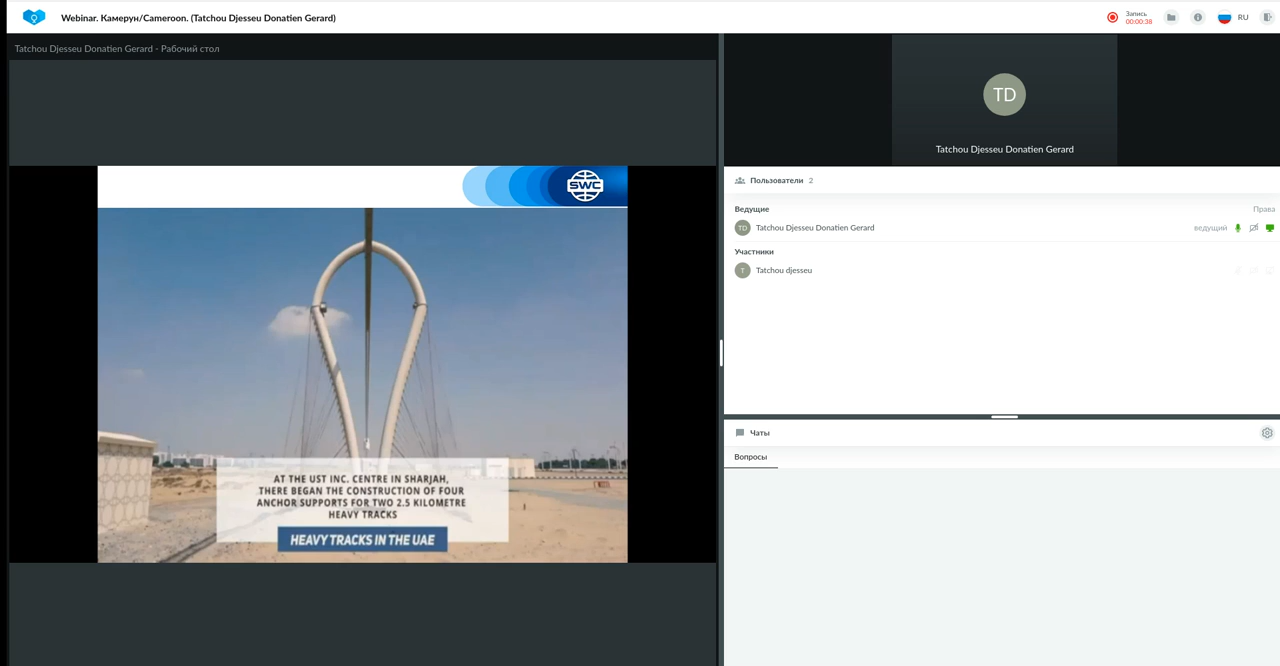 Webinar. Камерун/Cameroon. (Tatchou Djesseu Donatien Gerard)
Запись
00:00:38
RU
Tatchou Djesseu Donatien Gerard - Рабочий стол
SWC
AT THE UST INC. CENTRE IN SHARJAH,
THERE BEGAN THE CONSTRUCTION OF FOUR
ANCHOR SUPPORTS FOR TWO 2.5 KILOMETRE
HEAVY TRACKS
HEAVY TRACKS IN THE UAE
TD
Tatchou Djesseu Donatien Gerard
Пользователи 2
Ведущие Права
TD Tatchou Djesseu Donatien Gerard ведущий
Участники
T Tatchou djesseu
Чаты
Вопросы